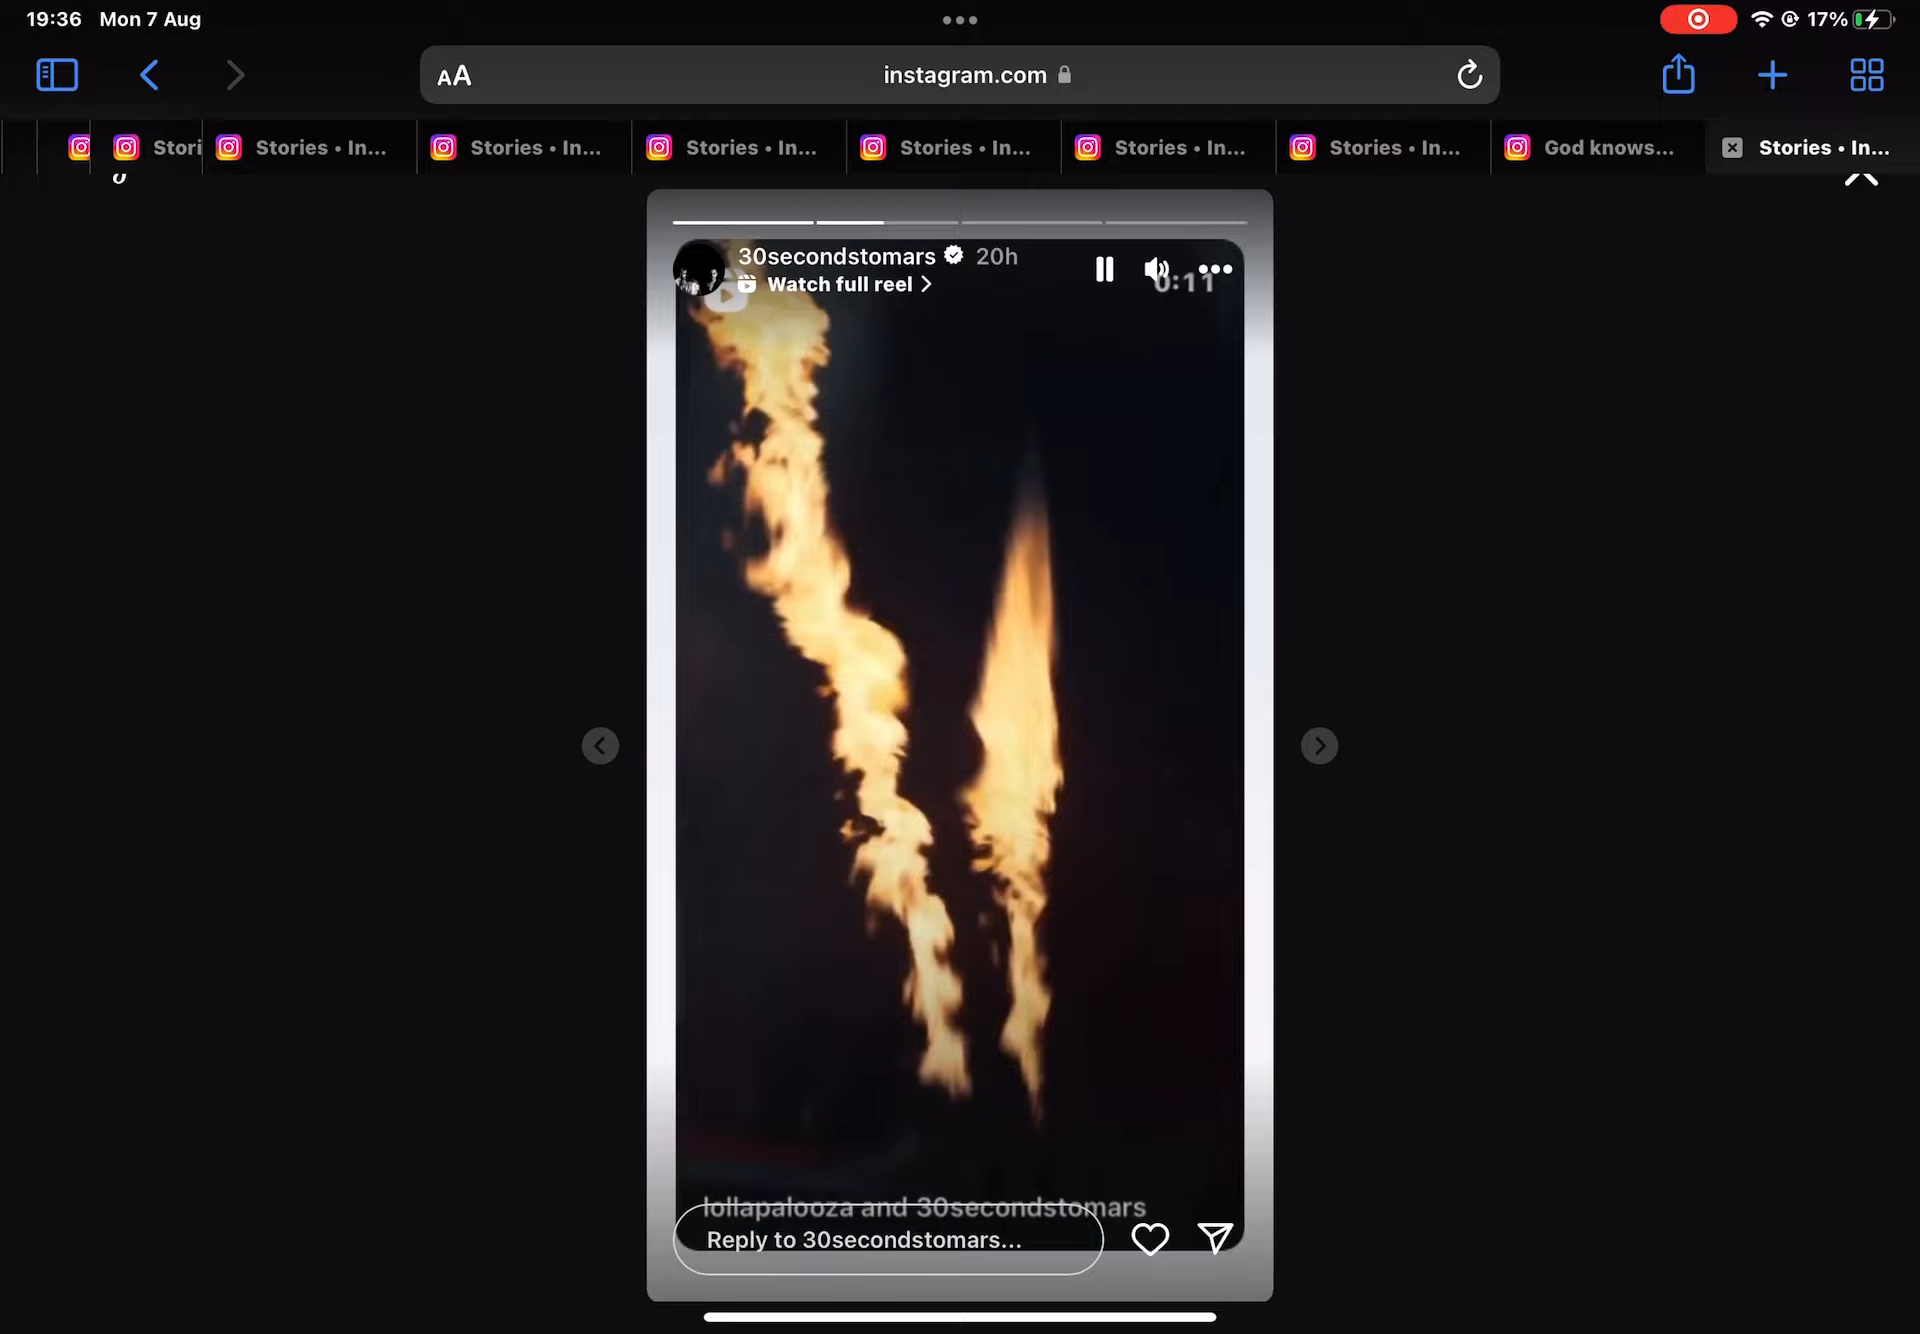 19:36 Mon 7 Aug
17%
AA
instagram.com
Stori
Stories • In...
Stories • In...
Stories • In...
Stories • In...
Stories • In...
Stories • In...
God knows...
Stories • In...
30secondstomars 20h
Watch full reel
0:11
lollapalooza and 30secondstomars
Reply to 30secondstomars...